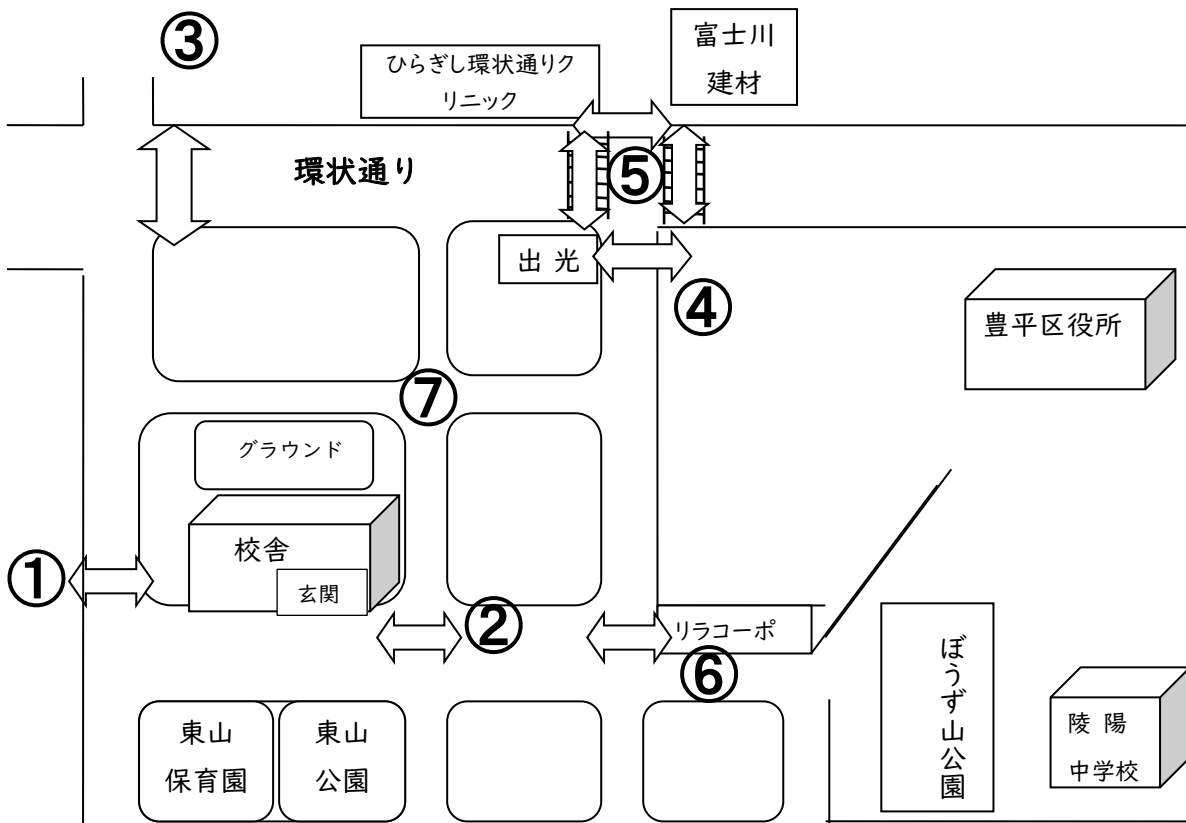 ③
ひらぎし環状通りク
リニック
富士川
建材
環状通り
⑤
出光
④
豊平区役所
⑦
グラウンド
校舎
玄関
①
②
リラコーポ
⑥
東山
保育園
東山
公園
ぼうず山公園
陵陽
中学校